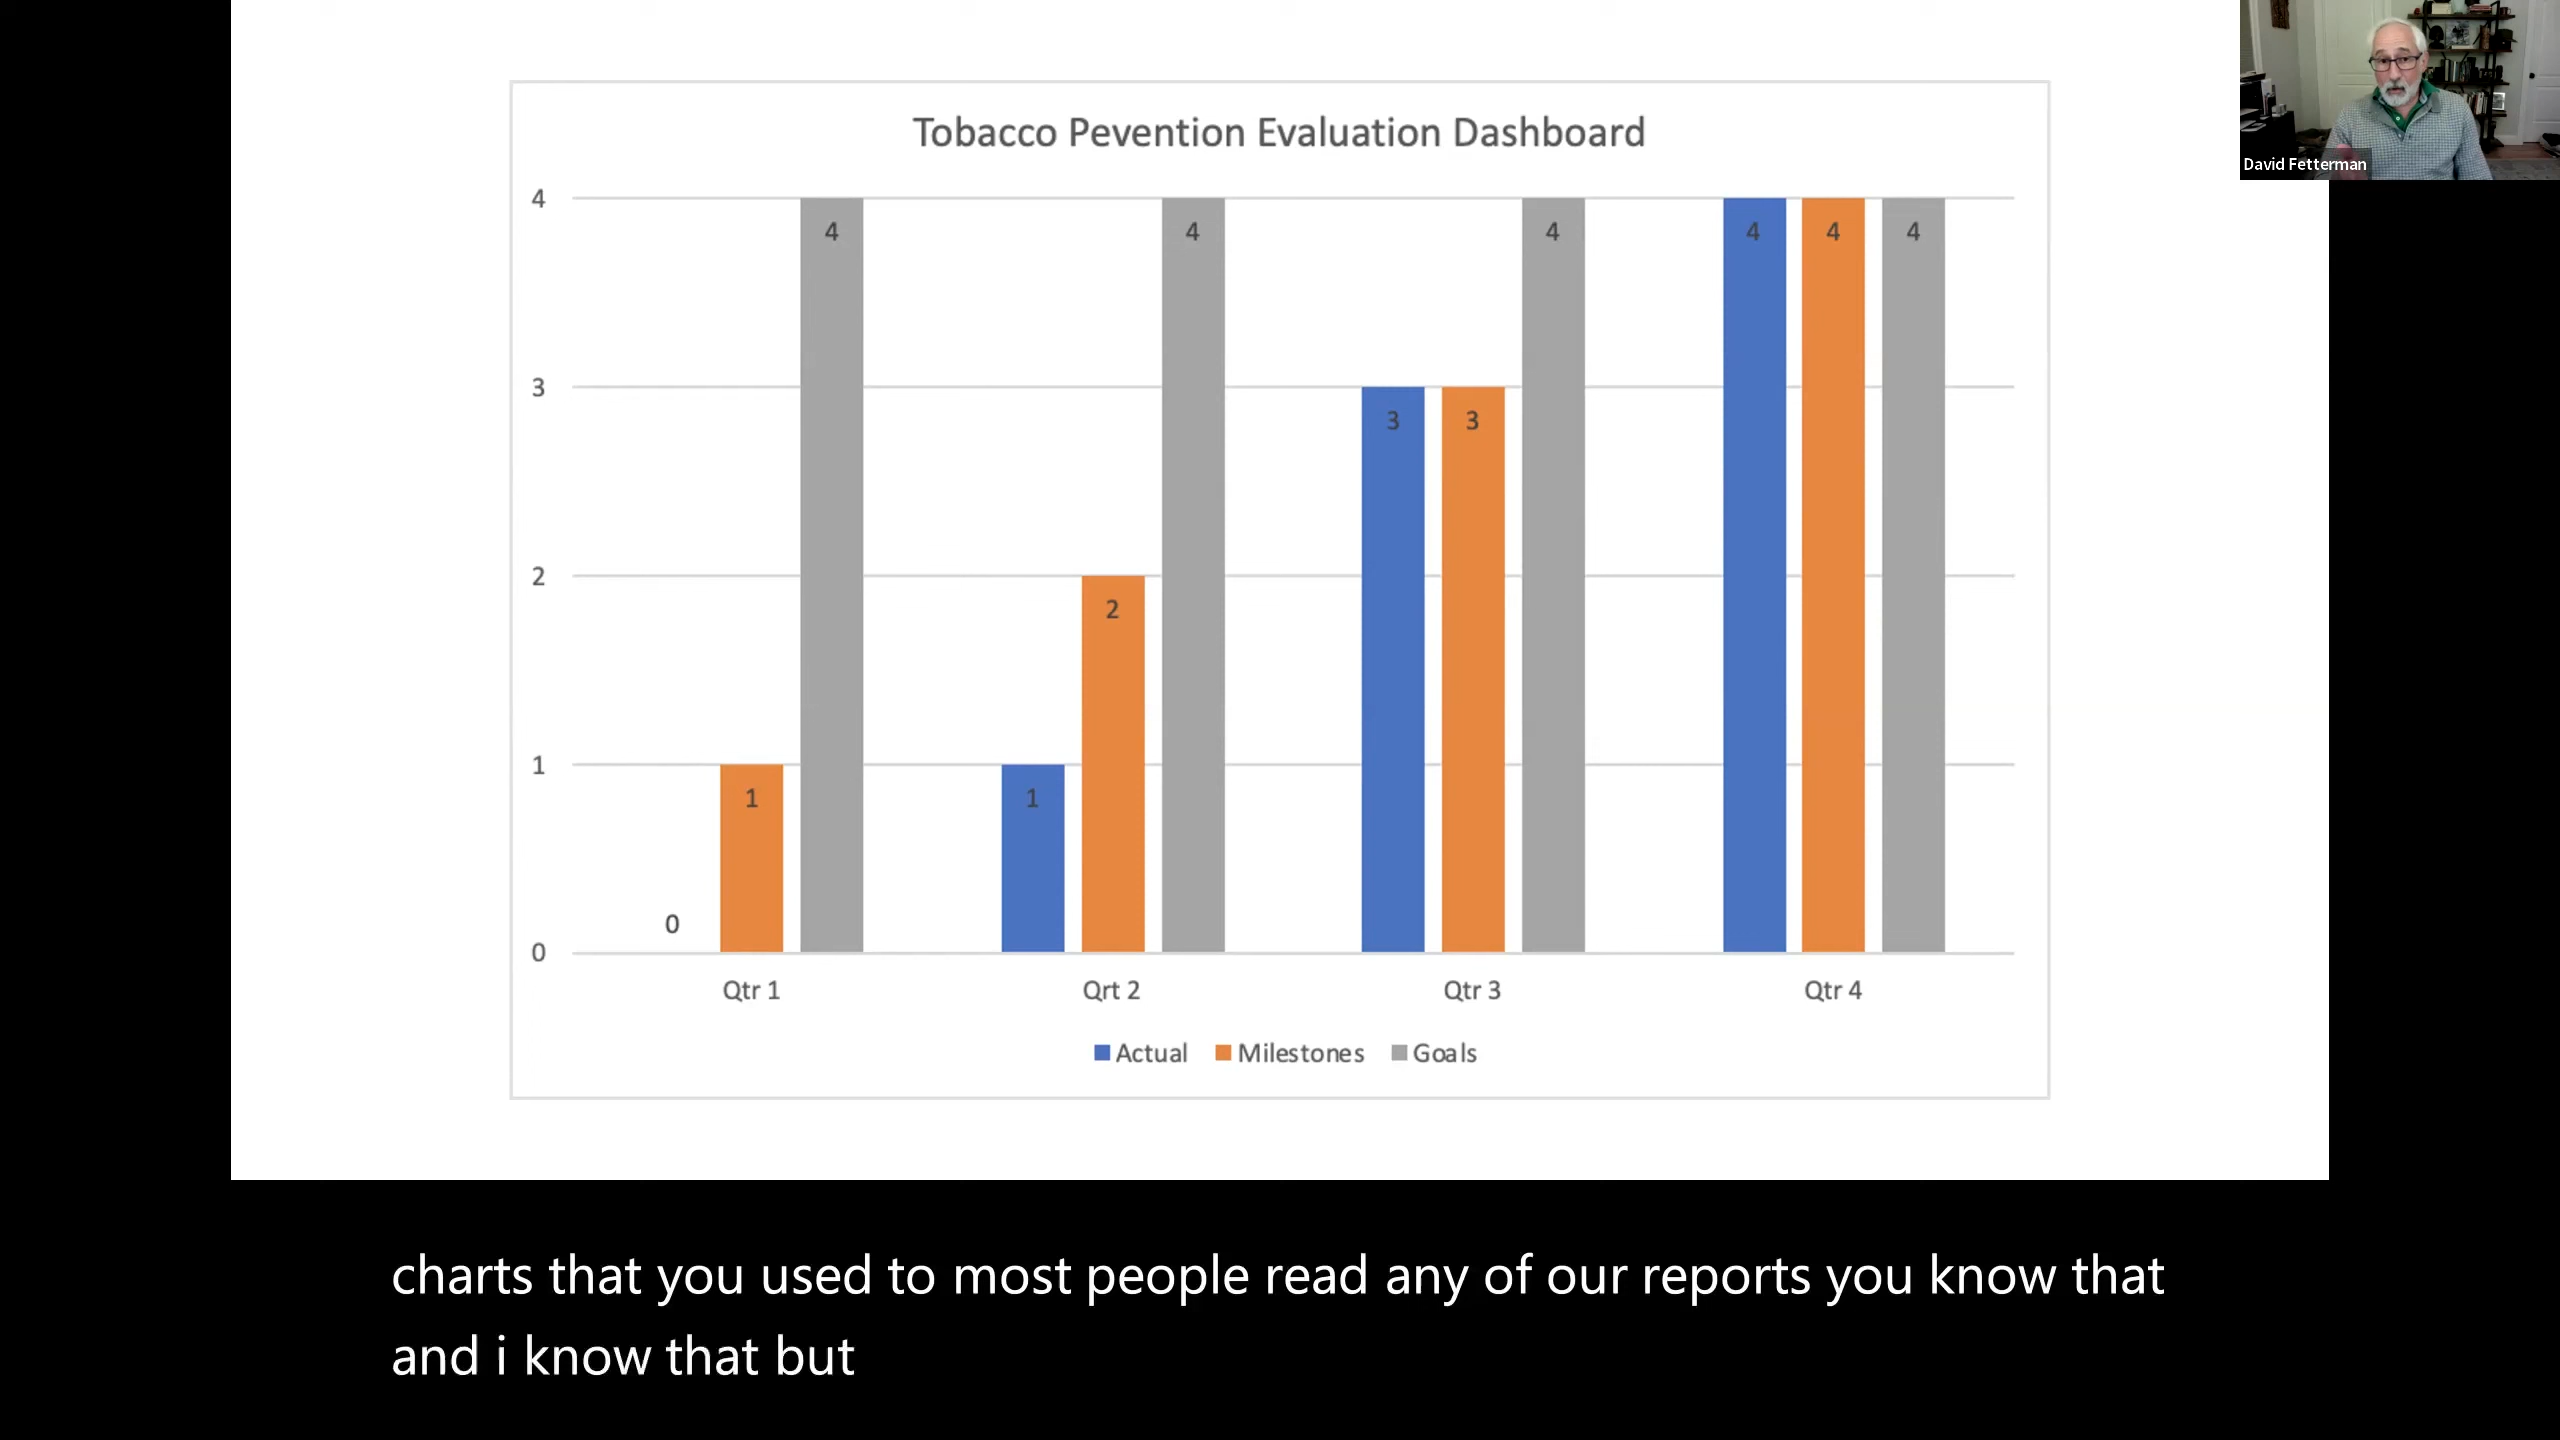 Tobacco Pevention Evaluation Dashboard
David Fetterman
4
4 4 4 4 4 4
3
3 3
2
2
1
1 1
0
0
Qtr 1 Qrt 2 Qtr 3 Qtr 4
Actual Milestones Goals
charts that you used to most people read any of our reports you know that
and i know that but